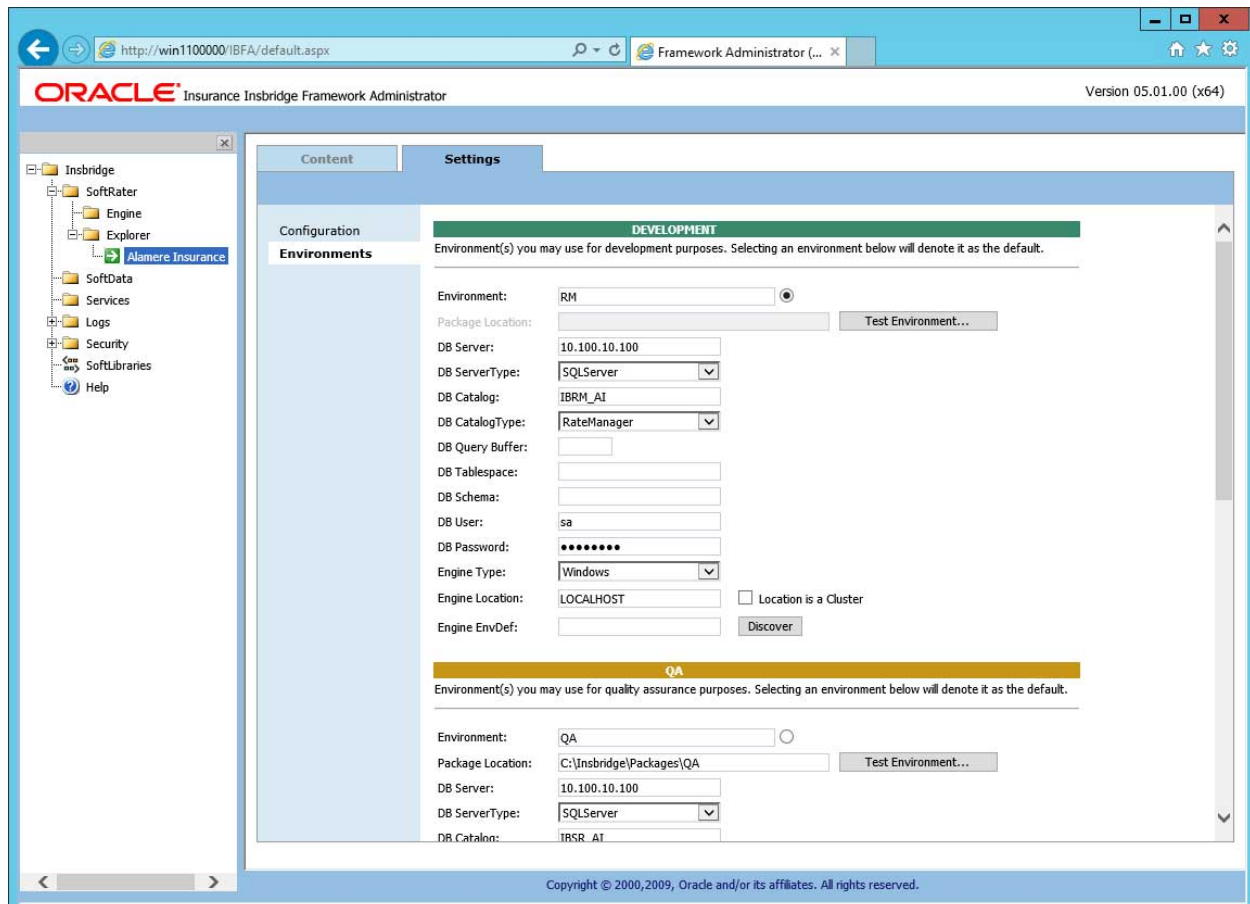 http://win1100000/IBFA/default.aspx
Framework Administrator (...
ORACLE Insurance Insbridge Framework Administrator
Version 05.01.00 (x64)
Insbridge
SoftRater
Engine
Explorer
Alamere Insurance
SoftData
Services
Logs
Security
SoftLibraries
Help
Content
Settings
Configuration
Environments
DEVELOPMENT
Environment(s) you may use for development purposes. Selecting an environment below will denote it as the default.
Environment: RM
Package Location: Test Environment...
DB Server: 10.100.10.100
DB ServerType: SQLServer
DB Catalog: IBRM_AI
DB CatalogType: RateManager
DB Query Buffer:
DB Tablespace:
DB Schema:
DB User: sa
DB Password: ••••••••
Engine Type: Windows
Engine Location: LOCALHOST Location is a Cluster
Engine EnvDef: Discover
QA
Environment(s) you may use for quality assurance purposes. Selecting an environment below will denote it as the default.
Environment: QA
Package Location: C:\Insbridge\Packages\QA Test Environment...
DB Server: 10.100.10.100
DB ServerType: SQLServer
DB Catalog: IBSR_AI
Copyright © 2000,2009, Oracle and/or its affiliates. All rights reserved.